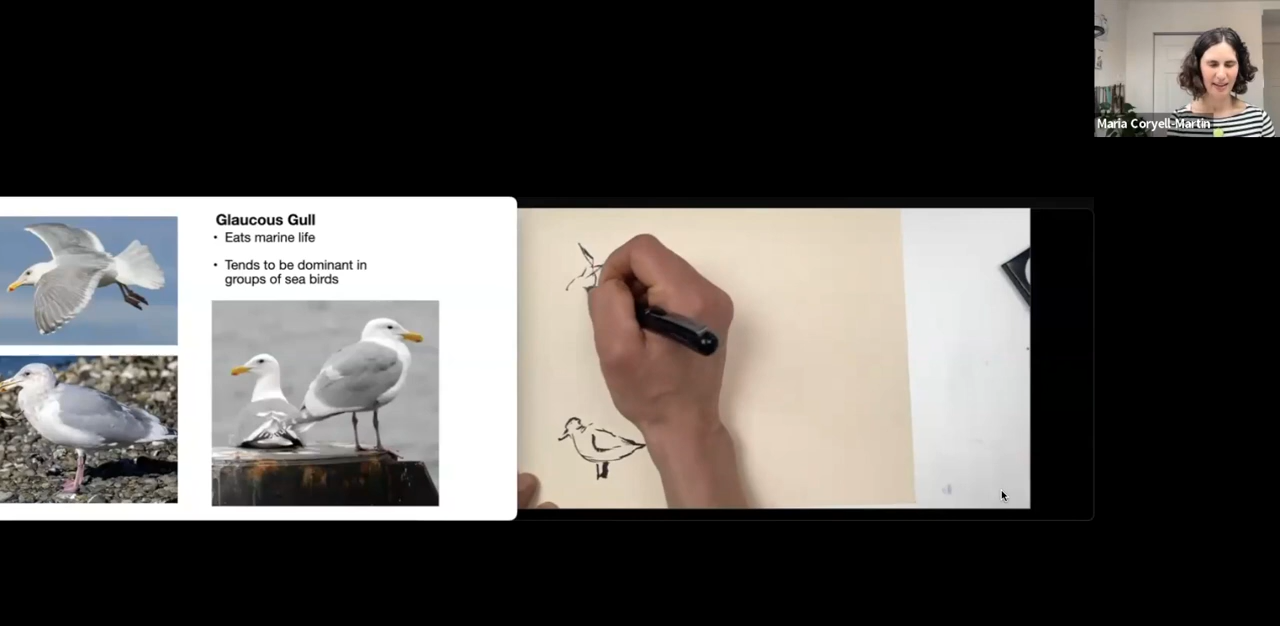 Maria Coryell-Martin
Glaucous Gull
• Eats marine life
• Tends to be dominant in
groups of sea birds